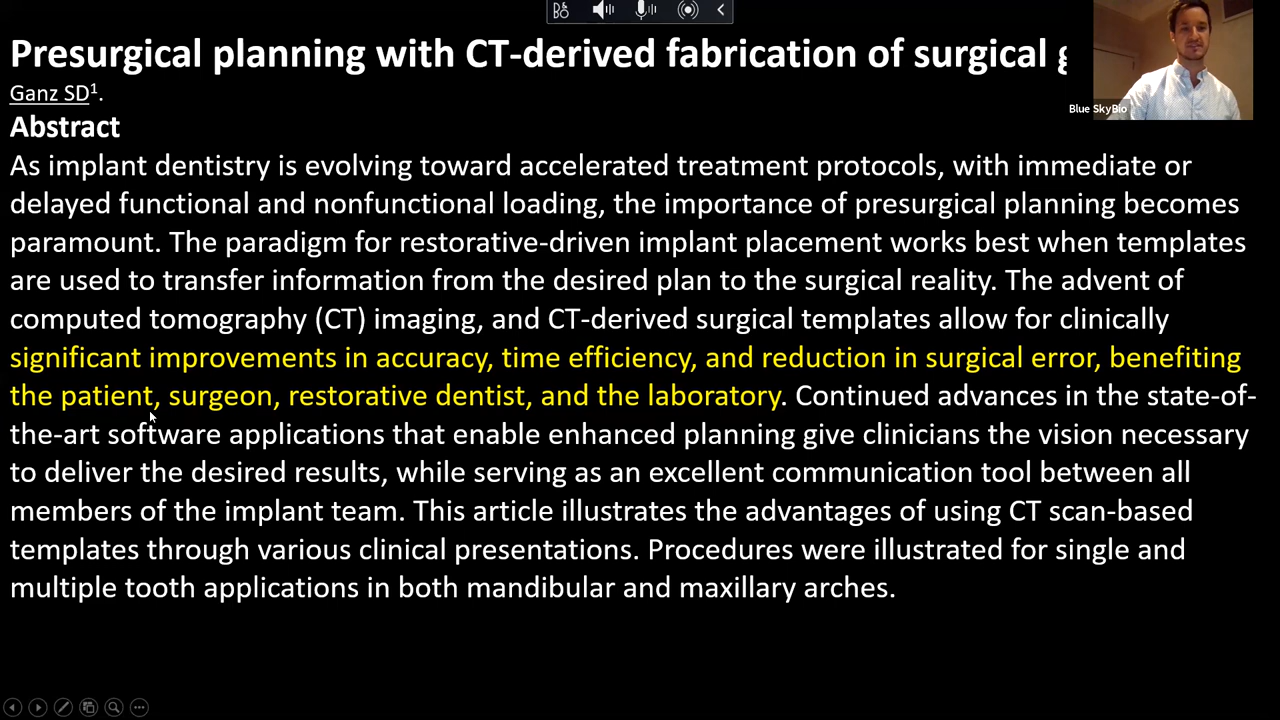 Presurgical planning with CT-derived fabrication of surgical
Blue SkyBio
Ganz SD1.
Abstract
As implant dentistry is evolving toward accelerated treatment protocols, with immediate or
delayed functional and nonfunctional loading, the importance of presurgical planning becomes
paramount. The paradigm for restorative-driven implant placement works best when templates
are used to transfer information from the desired plan to the surgical reality. The advent of
computed tomography (CT) imaging, and CT-derived surgical templates allow for clinically
significant improvements in accuracy, time efficiency, and reduction in surgical error, benefiting
the patient, surgeon, restorative dentist, and the laboratory. Continued advances in the state-of-
the-art software applications that enable enhanced planning give clinicians the vision necessary
to deliver the desired results, while serving as an excellent communication tool between all
members of the implant team. This article illustrates the advantages of using CT scan-based
templates through various clinical presentations. Procedures were illustrated for single and
multiple tooth applications in both mandibular and maxillary arches.